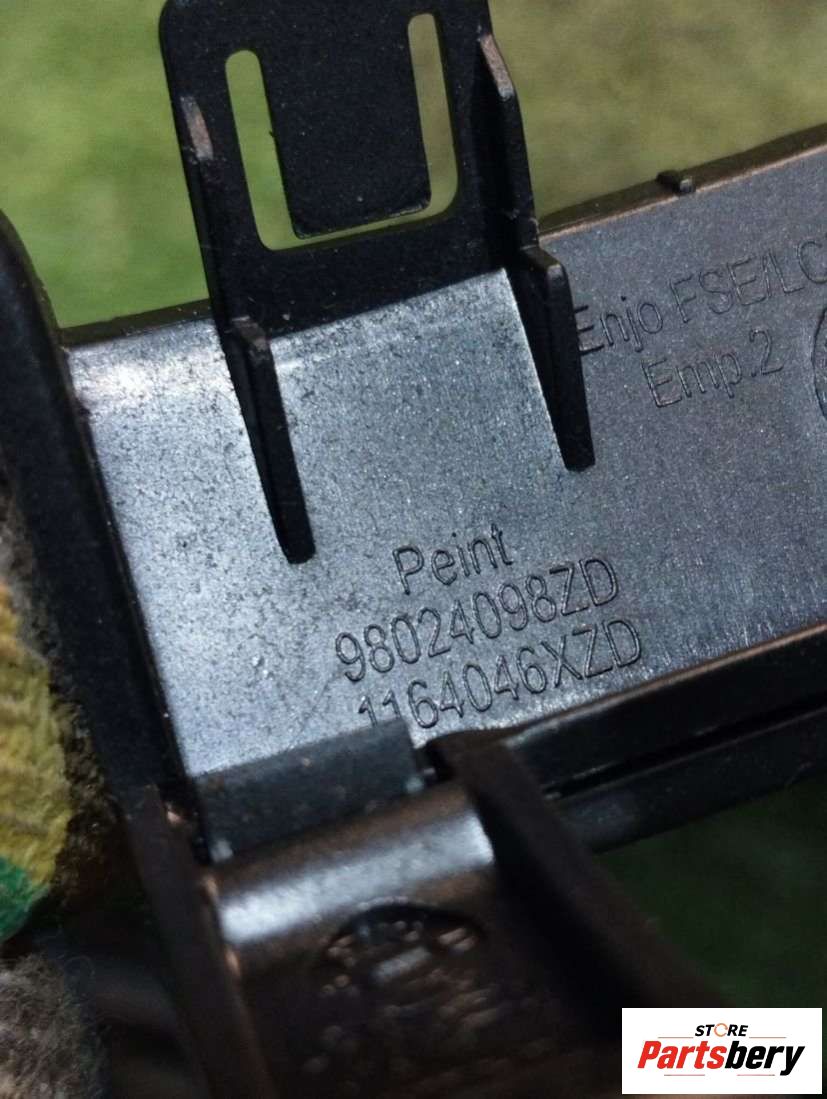 Enjo FSE/LC
Emp.2
Peint
98024098ZD
1164046XZD
STORE
Partsbery